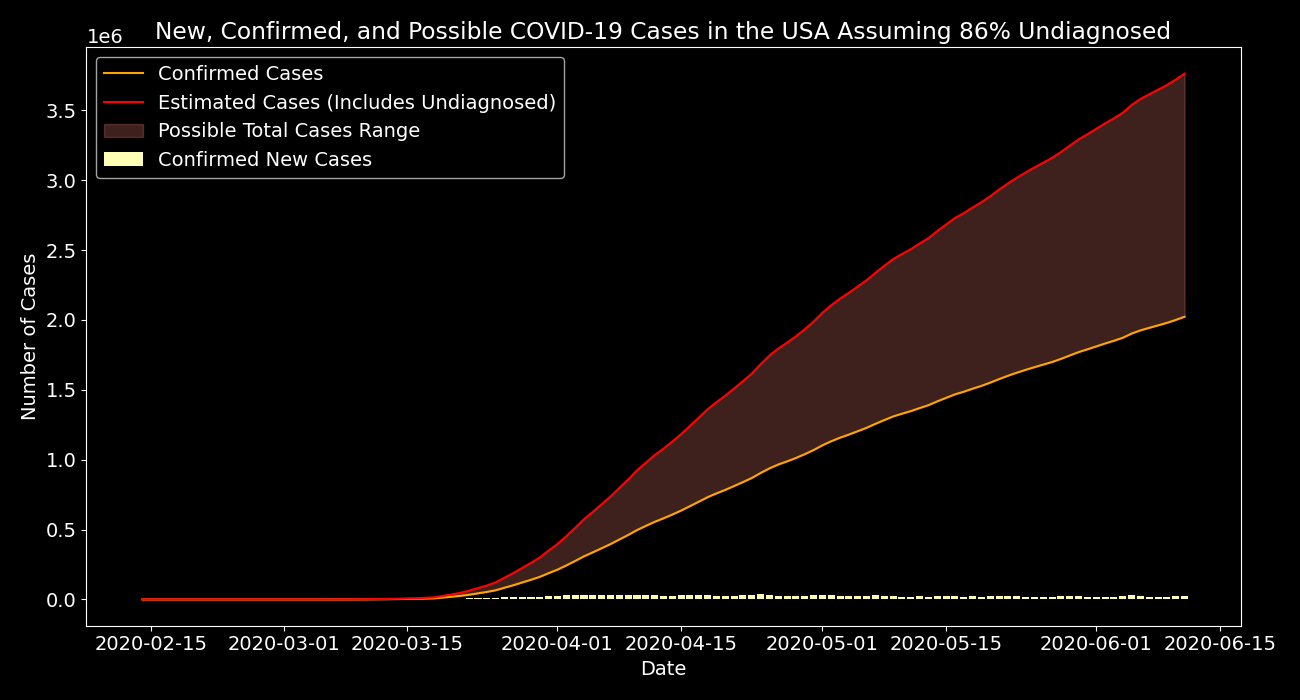 New, Confirmed, and Possible COVID-19 Cases in the USA Assuming 86% Undiagnosed
1e6
Confirmed Cases
Estimated Cases (Includes Undiagnosed)
Possible Total Cases Range
Confirmed New Cases
3.5
3.0
2.5
2.0
1.5
1.0
0.5
0.0
Number of Cases
2020-02-15 2020-03-01 2020-03-15 2020-04-01 2020-04-15 2020-05-01 2020-05-15 2020-06-01 2020-06-15
Date